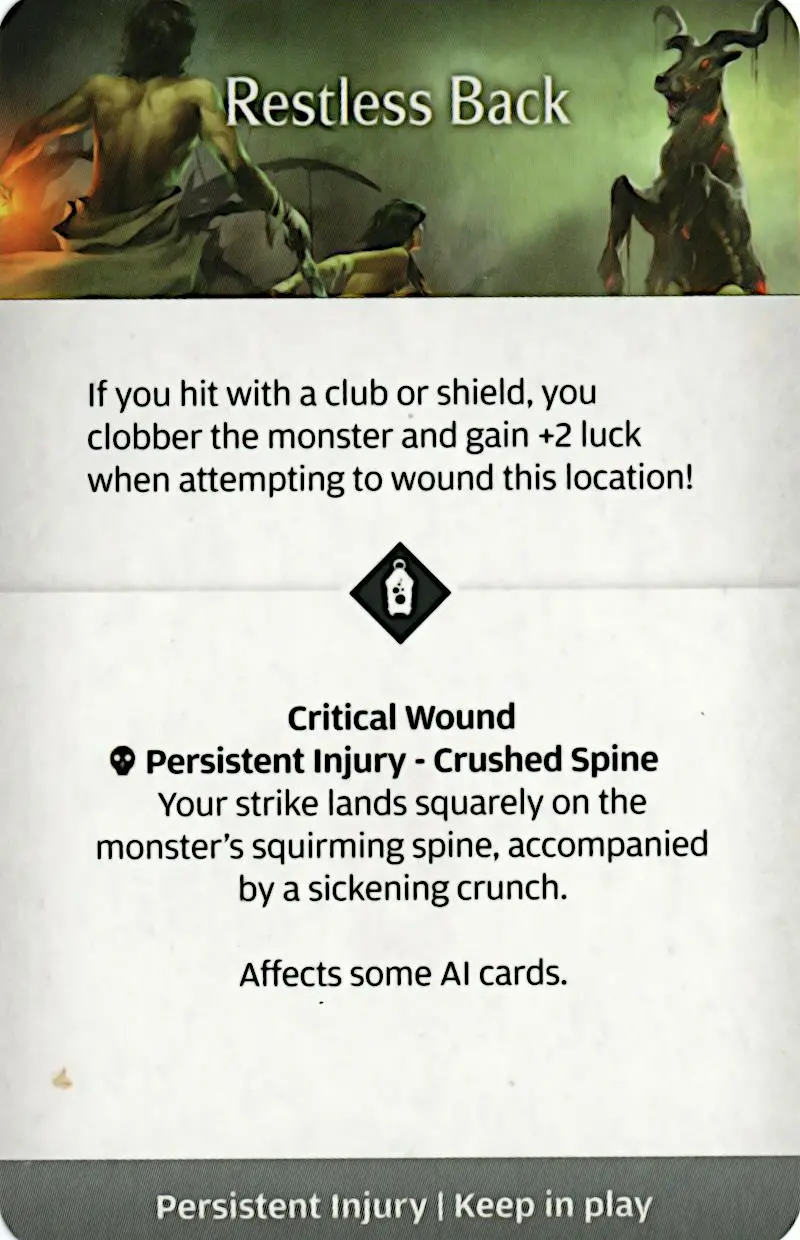 Restless Back
If you hit with a club or shield, you
clobber the monster and gain +2 luck
when attempting to wound this location!
Critical Wound
Persistent Injury - Crushed Spine
Your strike lands squarely on the
monster's squirming spine, accompanied
by a sickening crunch.
Affects some AI cards.
Persistent Injury | Keep in play